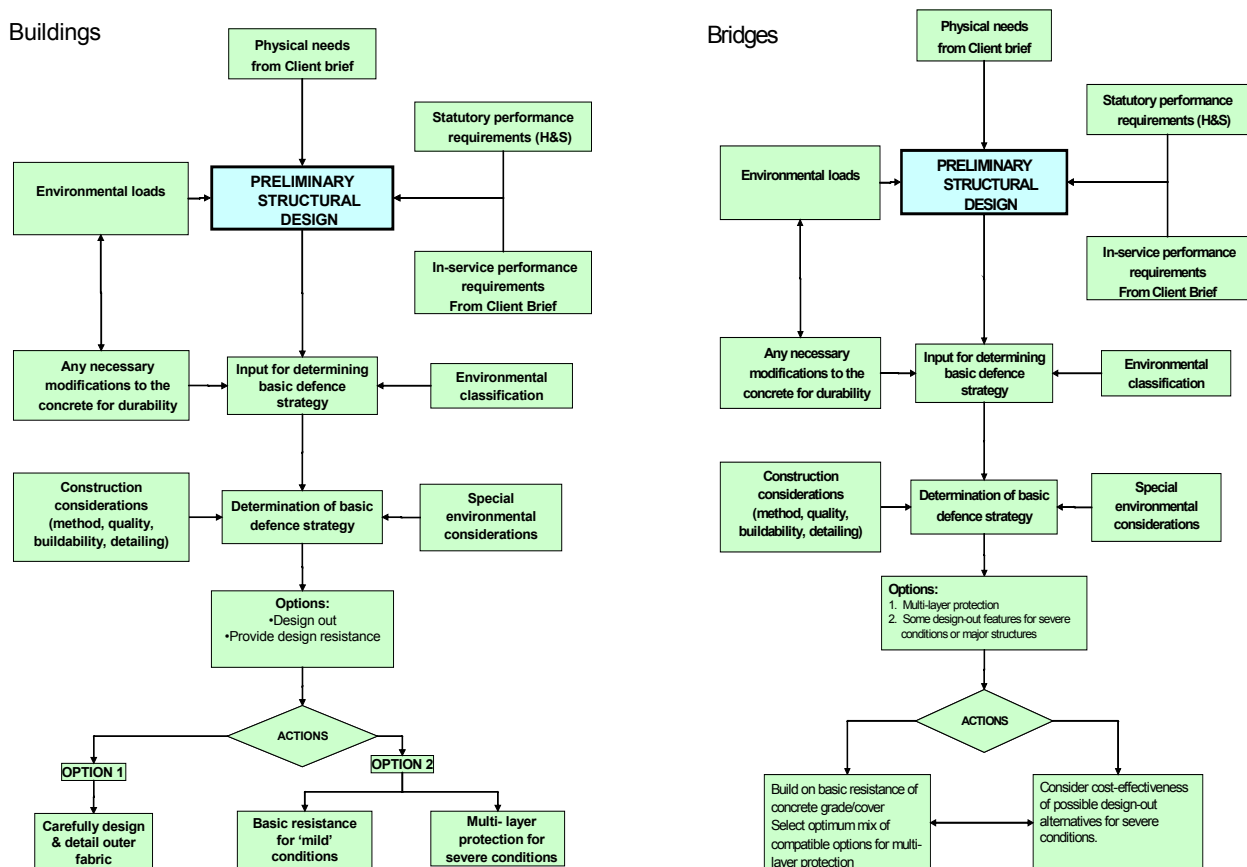 Buildings
Physical needs
from Client brief
Statutory performance
requirements (H&S)
Environmental loads
PRELIMINARY
STRUCTURAL
DESIGN
In-service performance
requirements
From Client Brief
Any necessary
modifications to the
concrete for durability
Input for determining
basic defence
strategy
Environmental
classification
Construction
considerations
(method, quality,
buildability, detailing)
Determination of basic
defence strategy
Special
environmental
considerations
Options:
•Design out
•Provide design resistance
ACTIONS
OPTION 1
OPTION 2
Carefully design
& detail outer
fabric
Basic resistance
for ‘mild’
conditions
Multi- layer
protection for
severe conditions
Bridges
Physical needs
from Client brief
Statutory performance
requirements (H&S)
Environmental loads
PRELIMINARY
STRUCTURAL
DESIGN
In-service performance
requirements
From Client Brief
Any necessary
modifications to the
concrete for durability
Input for determining
basic defence
strategy
Environmental
classification
Construction
considerations
(method, quality,
buildability, detailing)
Determination of basic
defence strategy
Special
environmental
considerations
Options:
1. Multi-layer protection
2. Some design-out features for severe
conditions or major structures
ACTIONS
Build on basic resistance of
concrete grade/cover
Select optimum mix of
compatible options for multi-
layer protection
Consider cost-effectiveness
of possible design-out
alternatives for severe
conditions.